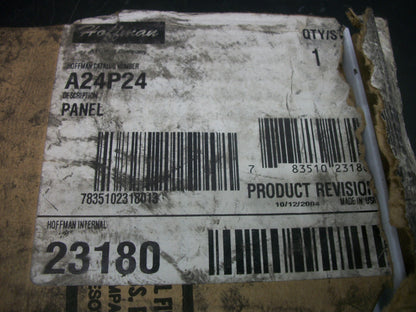 Hoffman
QTY/S
1
HOFFMAN CATALOG NUMBER
A24P24
DESCRIPTION
PANEL
7835102318013
7 83510 2318
PRODUCT REVISION
10/12/2004 MADE IN USA
HOFFMAN INTERNAL
23180